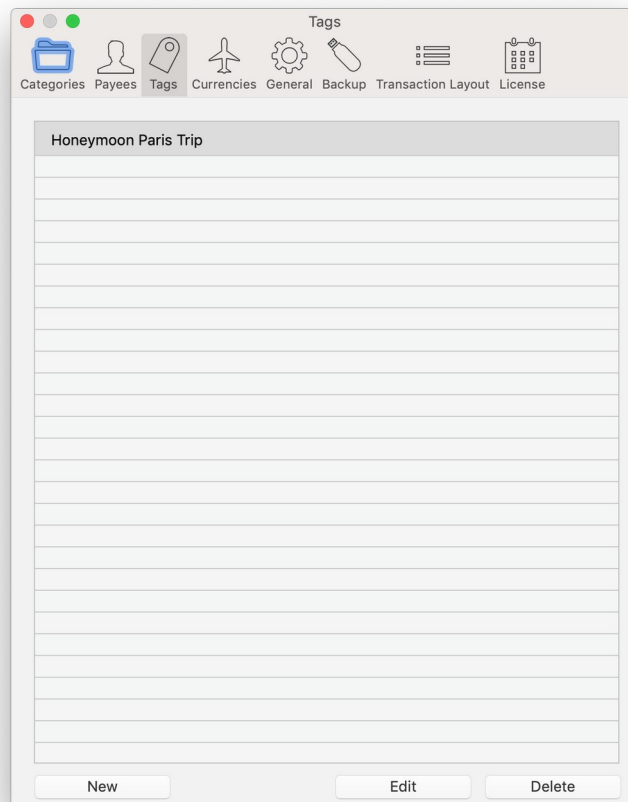 Tags
Categories Payees Tags Currencies General Backup Transaction Layout License
Honeymoon Paris Trip
New Edit Delete